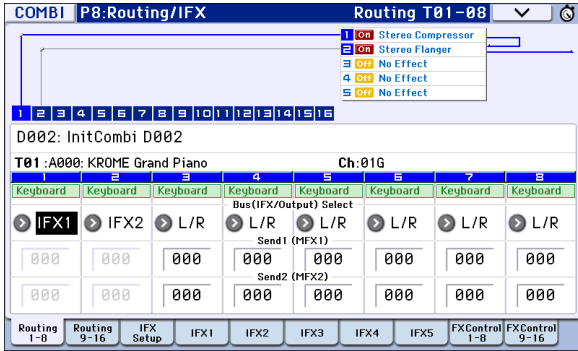 COMBI P8:Routing/IFX Routing T01-08
1 On Stereo Compressor
2 On Stereo Flanger
3 Off No Effect
4 Off No Effect
5 Off No Effect
1 2 3 4 5 6 7 8 9 10 11 12 13 14 15 16
D002: InitCombi D002
T01 :A000: KROME Grand Piano Ch:01G
1 2 3 4 5 6 7 8
Keyboard Keyboard Keyboard Keyboard Keyboard Keyboard Keyboard Keyboard
Bus(IFX/Output) Select
IFX1 IFX2 L/R L/R L/R L/R L/R L/R
Send1 (MFX1)
000 000 000 000 000 000 000 000
Send2 (MFX2)
000 000 000 000 000 000 000 000
Routing 1-8 Routing 9-16 IFX Setup IFX1 IFX2 IFX3 IFX4 IFX5 FXControl 1-8 FXControl 9-16